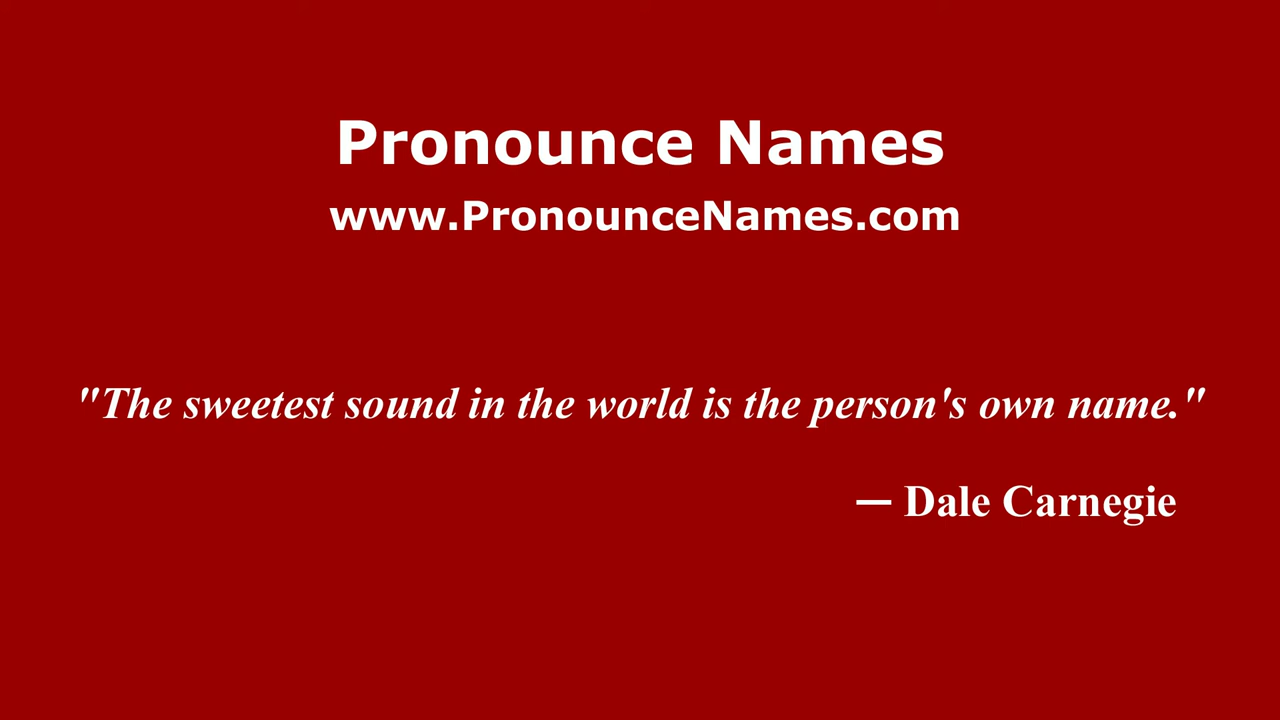 Pronounce Names
www.PronounceNames.com
"The sweetest sound in the world is the person's own name."
— Dale Carnegie